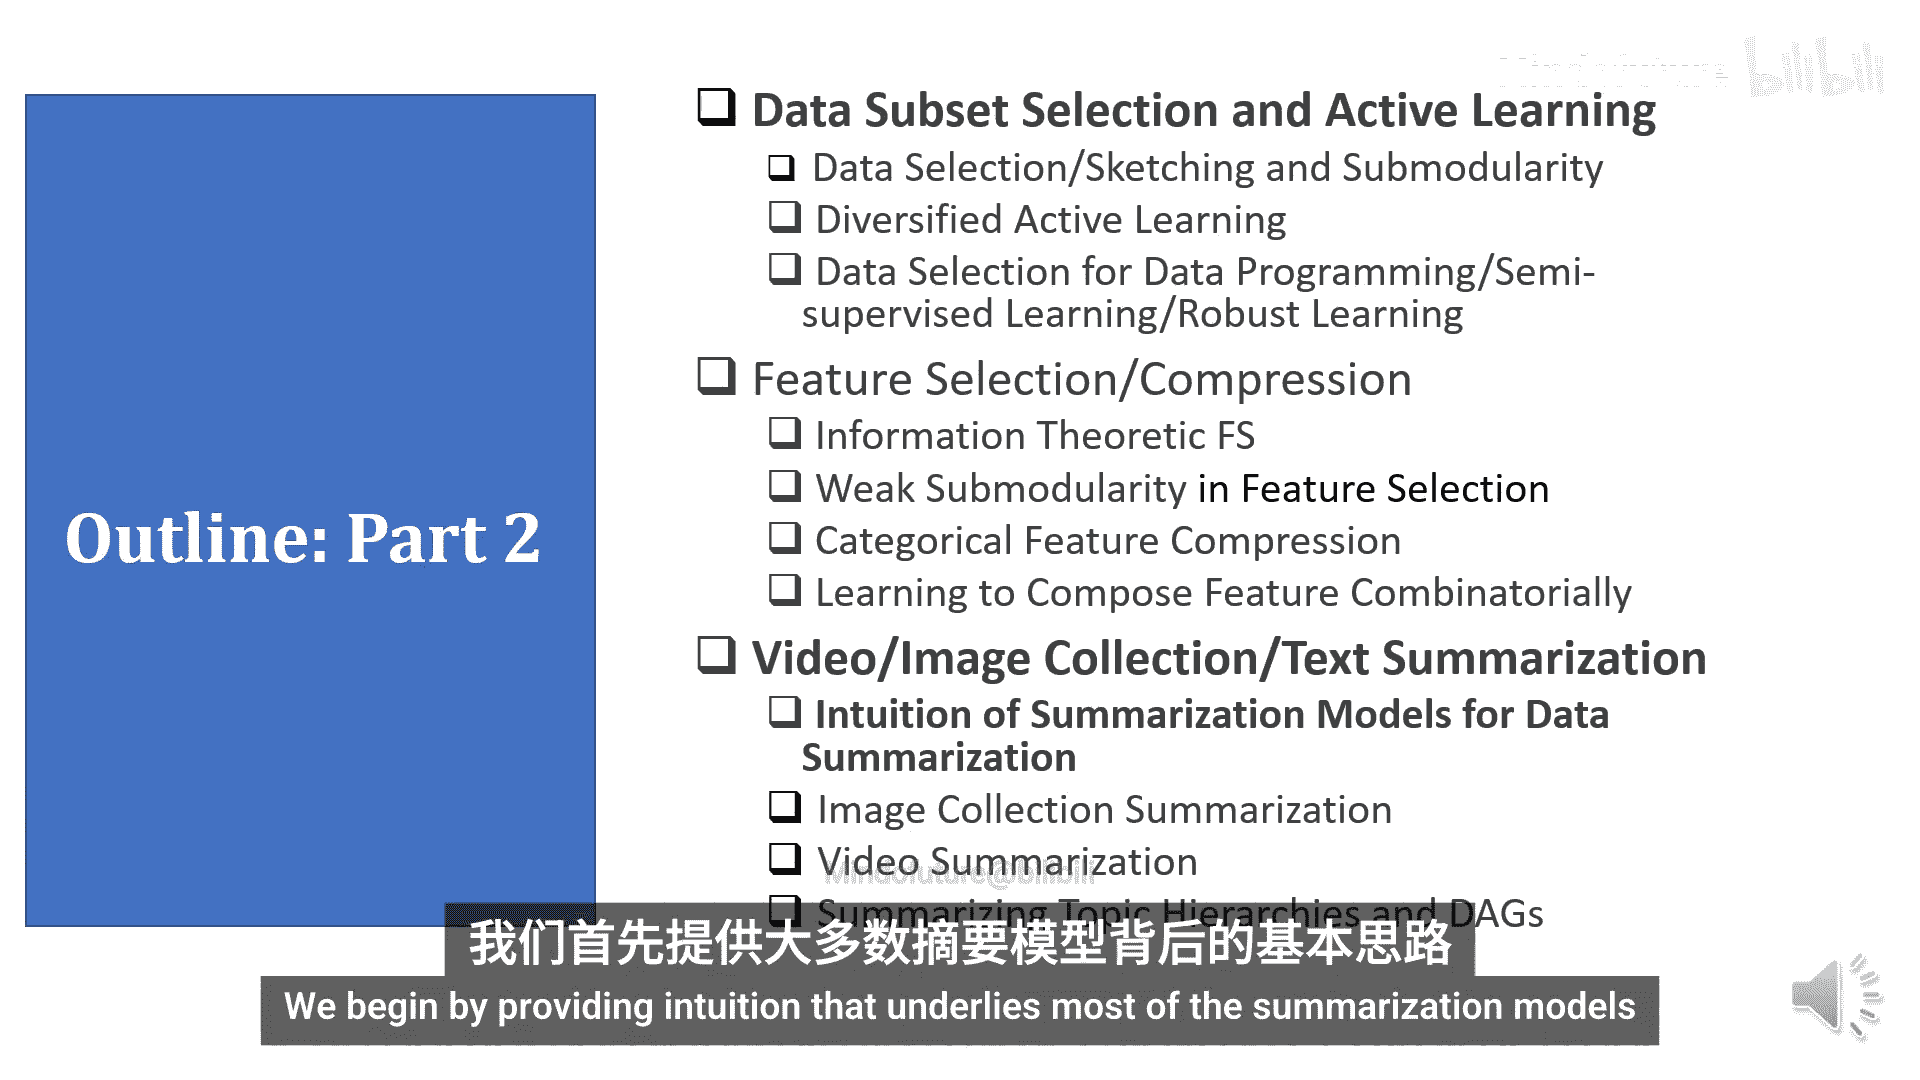 bilibili
Data Subset Selection and Active Learning
Data Selection/Sketching and Submodularity
Diversified Active Learning
Data Selection for Data Programming/Semi-
supervised Learning/Robust Learning
Feature Selection/Compression
Information Theoretic FS
Weak Submodularity in Feature Selection
Categorical Feature Compression
Learning to Compose Feature Combinatorially
Video/Image Collection/Text Summarization
Intuition of Summarization Models for Data
Summarization
Image Collection Summarization
Video Summarization
Mindofuture@bilibili
Summarizing Topic Hierarchies and DAGs
Outline: Part 2
我们首先提供大多数摘要模型背后的基本思路
We begin by providing intuition that underlies most of the summarization models